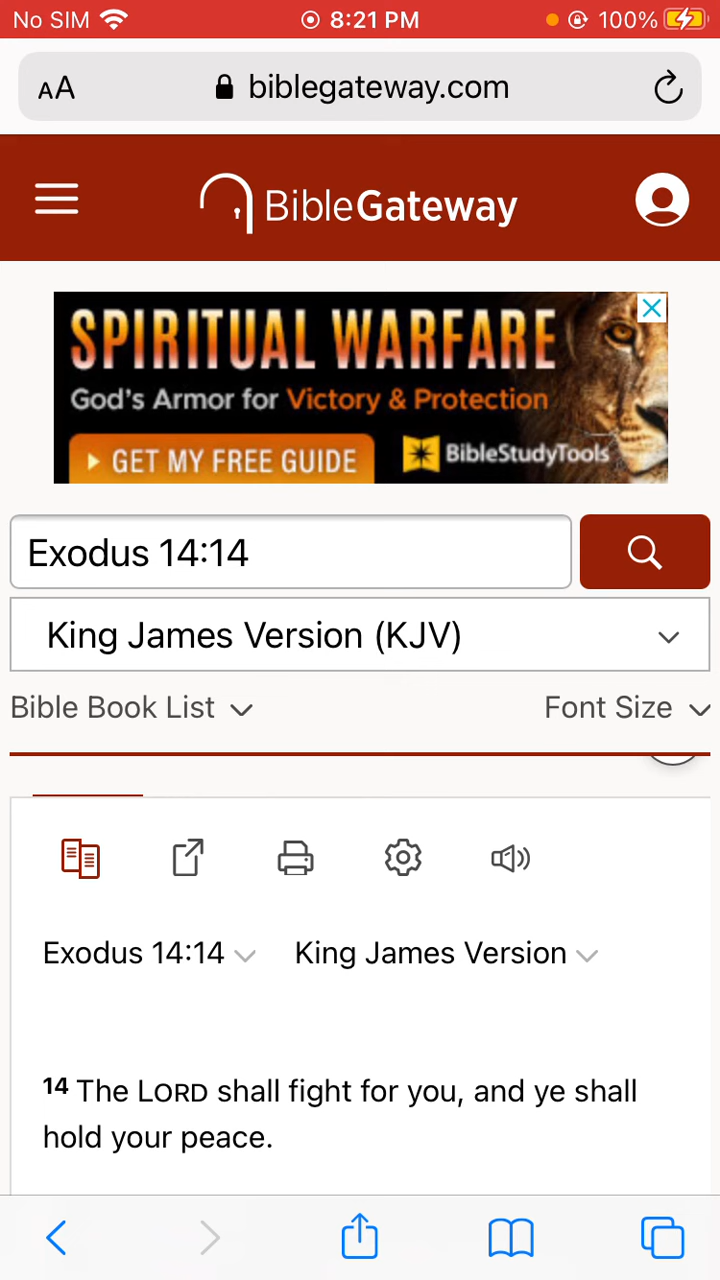 No SIM 8:21 PM 100%
AA biblegateway.com
BibleGateway
SPIRITUAL WARFARE
God's Armor for Victory & Protection
GET MY FREE GUIDE BibleStudyTools
Exodus 14:14
King James Version (KJV)
Bible Book List Font Size
Exodus 14:14 King James Version
14 The LORD shall fight for you, and ye shall
hold your peace.